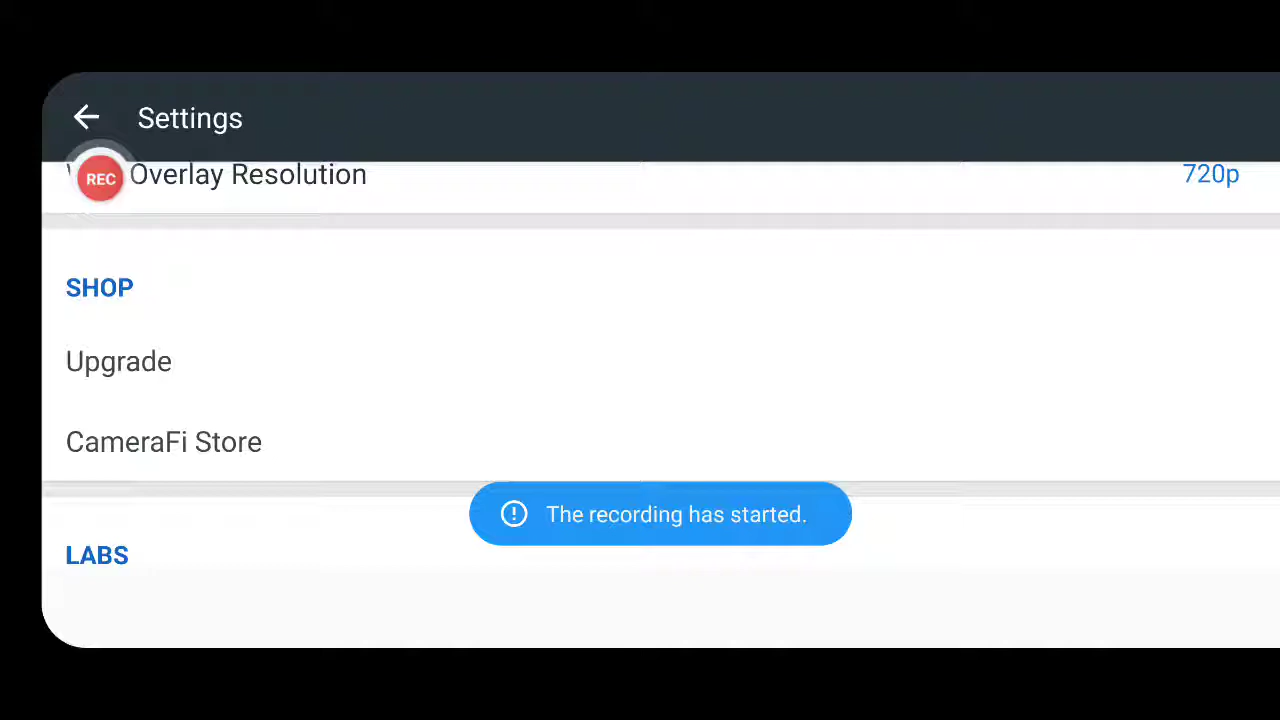 Settings
REC
Overlay Resolution
720p
SHOP
Upgrade
CameraFi Store
The recording has started.
LABS